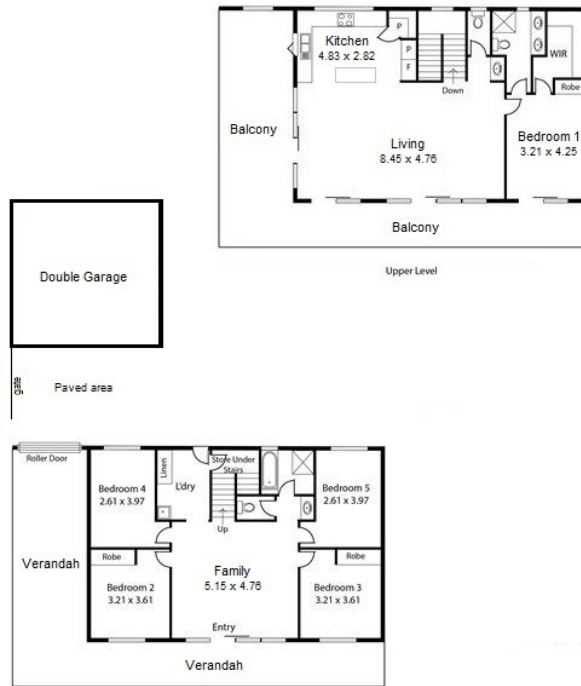 Kitchen
4.83 x 2.82
P
P
F
Down
WIR
Robe
Balcony
Living
8.45 x 4.76
Bedroom 1
3.21 x 4.25
Balcony
Upper Level
Double Garage
gate
Paved area
Roller Door
Linen
Store Under
Stairs
Bedroom 4
2.61 x 3.97
L'dry
Bedroom 5
2.61 x 3.97
Up
Verandah
Robe
Robe
Family
5.15 x 4.76
Bedroom 2
3.21 x 3.61
Bedroom 3
3.21 x 3.61
Entry
Verandah